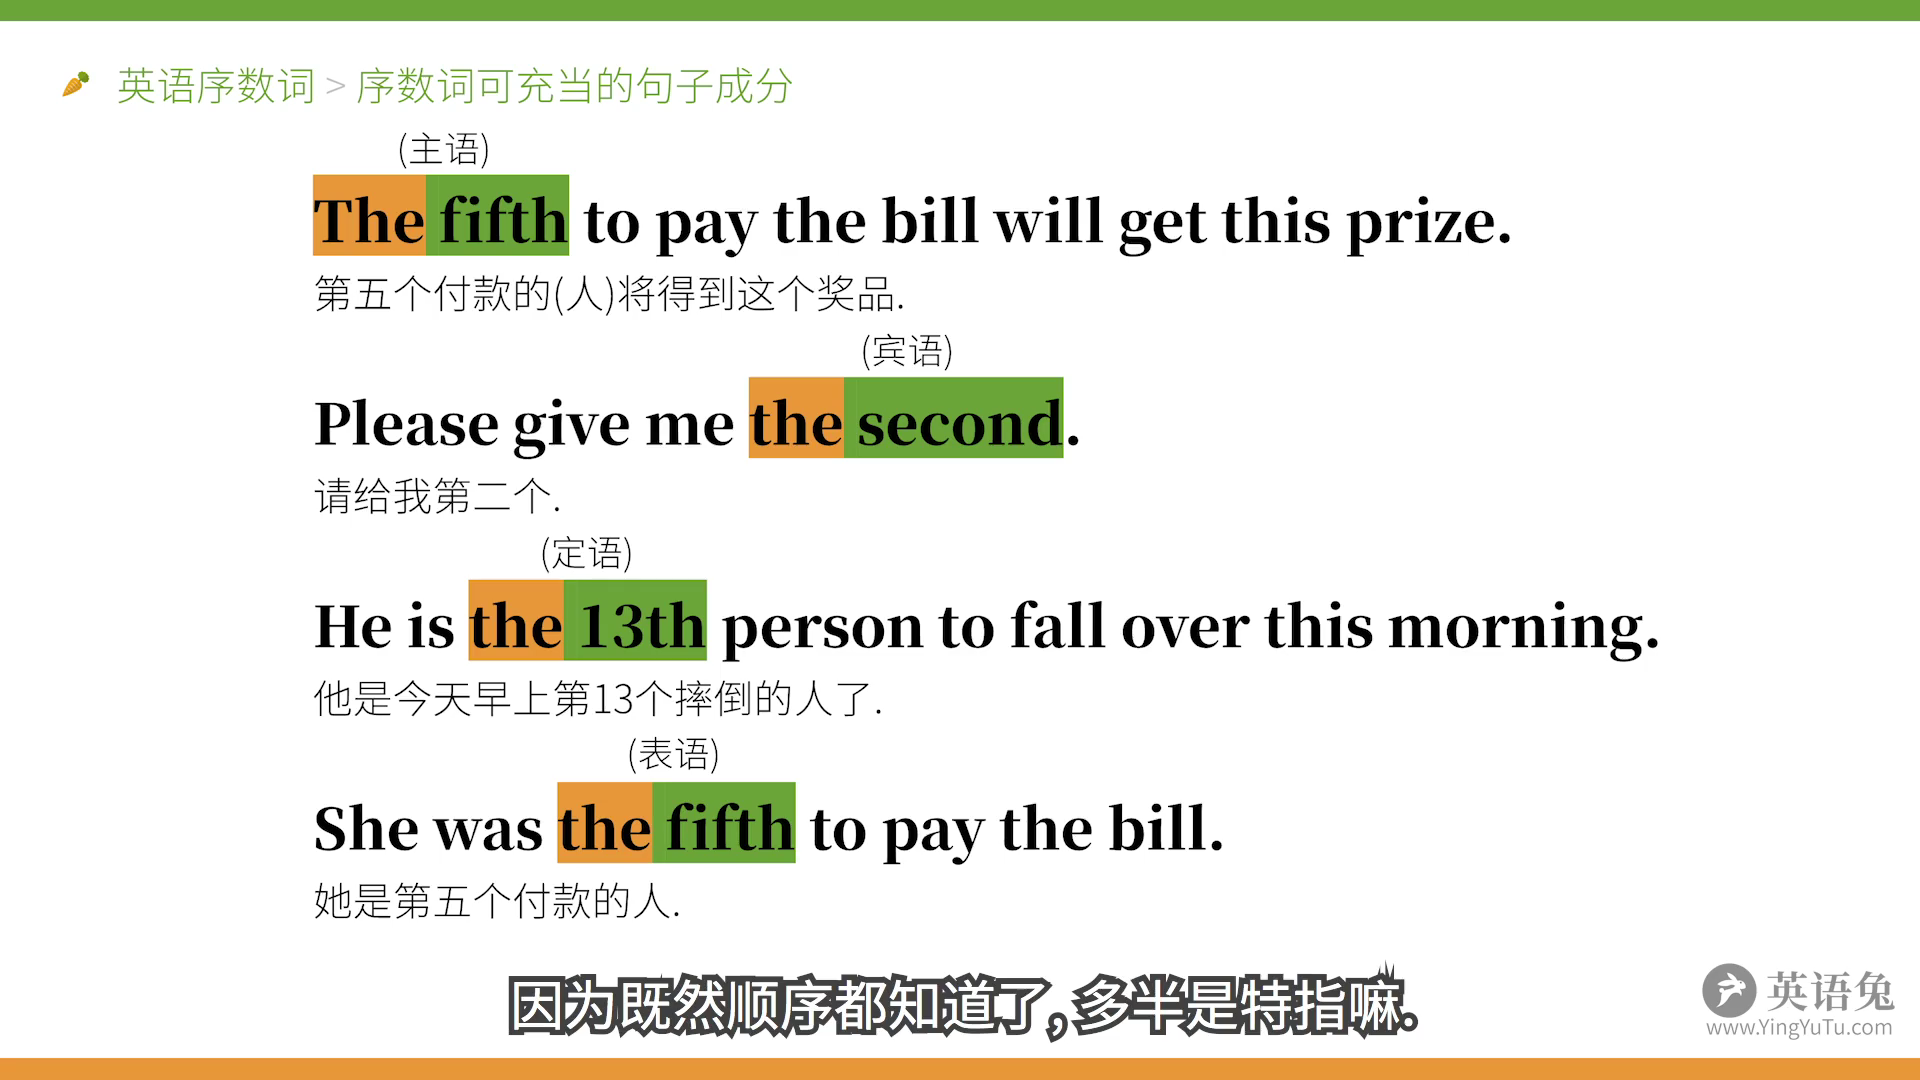 英语序数词 > 序数词可充当的句子成分
(主语)
The fifth to pay the bill will get this prize.
第五个付款的(人)将得到这个奖品.
(宾语)
Please give me the second.
请给我第二个.
(定语)
He is the 13th person to fall over this morning.
他是今天早上第13个摔倒的人了.
(表语)
She was the fifth to pay the bill.
她是第五个付款的人.
因为既然顺序都知道了,多半是特指嘛.
英语兔
www.YingYuTu.com